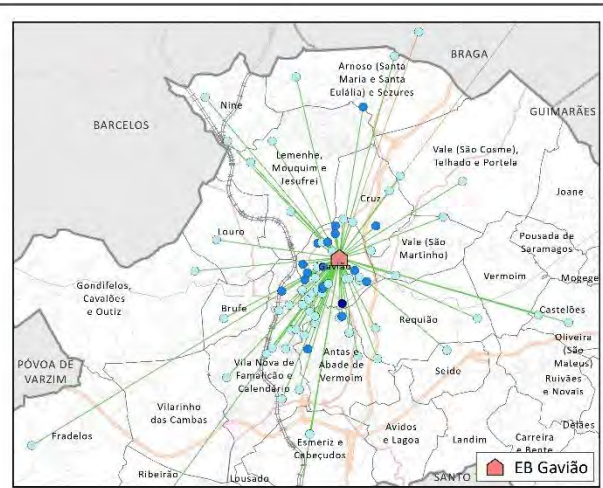 BRAGA
Arnoso (Santa
Maria e Santa
Eulália) e Sezures
Nine
GUIMARÃES
BARCELOS
Vale (São Cosme),
Telhado e Portela
Lemenhe,
Mouquim e
Jesufrei
Joane
Cruz
Louro
Pousada de
Saramagos
Vale (São
Martinho)
Gavião
Vermoim
Mogege
Gondifelos,
Cavalões
e Outiz
Brufe
Castelões
Requião
Oliveira
(São
Mateus)
PÓVOA DE
VARZIM
Vila Nova de
Famalicão e
Calendário
Antas e
Abade de
Vermoim
Seide
Ruivães
e Novais
Vilarinho
das Cambas
Delães
Avidos
e Lagoa
Landim
Carreira
e Bente
Fradelos
Esmeriz e
Cabeçudos
Ribeirão
Lousado
SANTO
EB Gavião